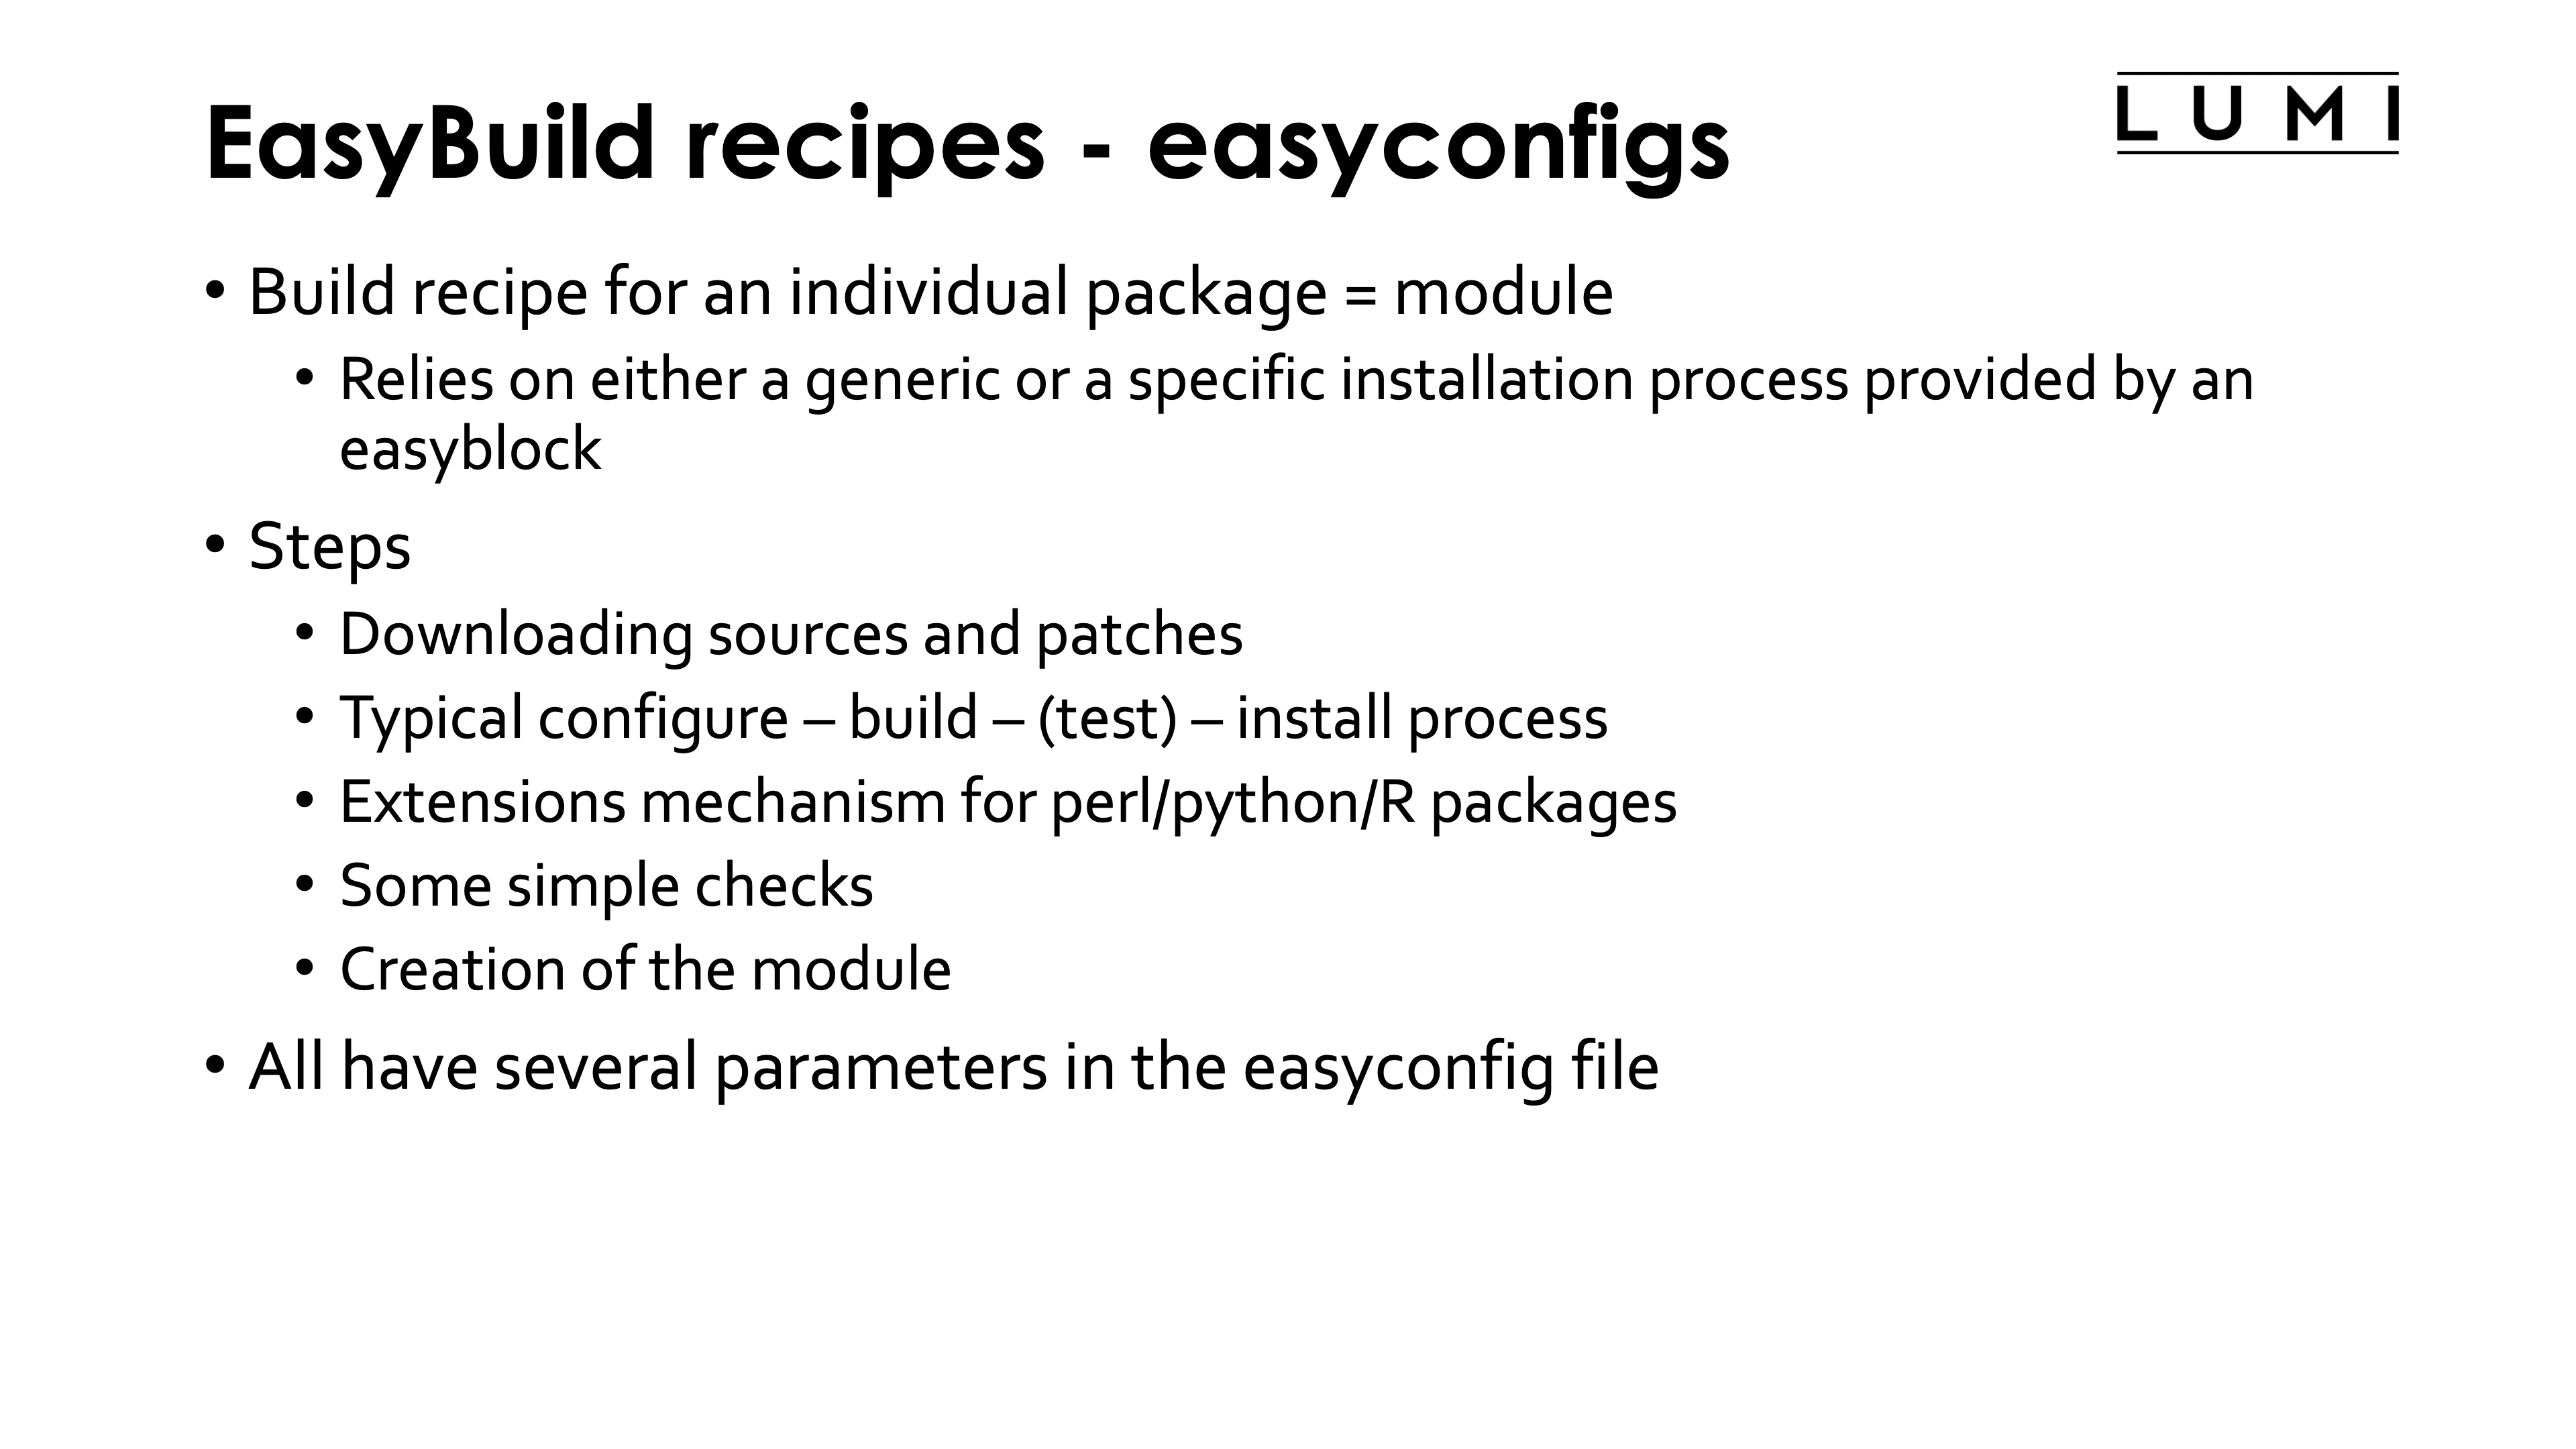 EasyBuild recipes - easyconfigs
LUMI
• Build recipe for an individual package = module
• Relies on either a generic or a specific installation process provided by an
easyblock
• Steps
• Downloading sources and patches
• Typical configure – build – (test) – install process
• Extensions mechanism for perl/python/R packages
• Some simple checks
• Creation of the module
• All have several parameters in the easyconfig file